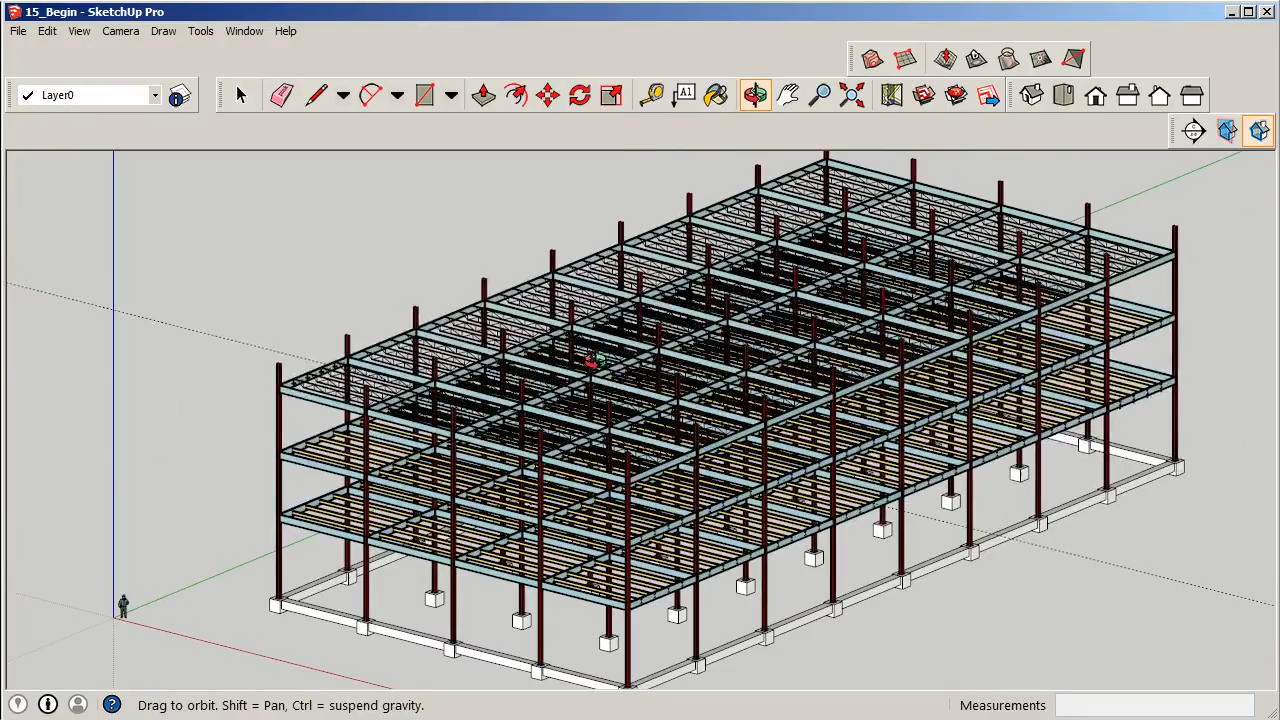 15_Begin - SketchUp Pro
File Edit View Camera Draw Tools Window Help
Layer0
A1
Drag to orbit. Shift = Pan, Ctrl = suspend gravity.
Measurements